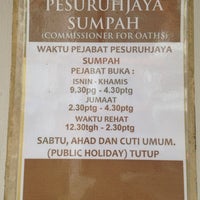 PESURUHJAYA
SUMPAH
(COMMISSIONER FOR OATHS)
WAKTU PEJABAT PESURUHJAYA
SUMPAH
PEJABAT BUKA :
ISNIN - KHAMIS
9.30ptg - 4.30ptg
JUMAAT
2.30ptg - 4.30ptg
WAKTU REHAT
12.30tgh - 2.30ptg
SABTU, AHAD DAN CUTI UMUM.
(PUBLIC HOLIDAY) TUTUP